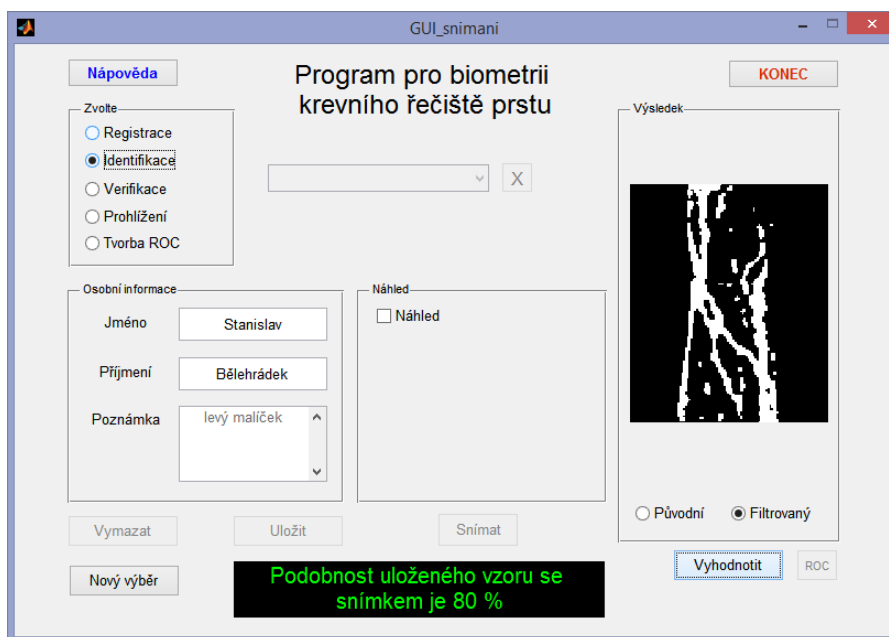 GUI_snimani
Nápověda
Program pro biometrii
krevního řečiště prstu
KONEC
Zvolte
Registrace
Identifikace
Verifikace
Prohlížení
Tvorba ROC
X
Výsledek
Osobní informace
Jméno
Stanislav
Příjmení
Bělehrádek
Poznámka
levý malíček
Náhled
Náhled
Původní
Filtrovaný
Vymazat
Uložit
Snímat
Vyhodnotit
ROC
Nový výběr
Podobnost uloženého vzoru se
snímkem je 80 %